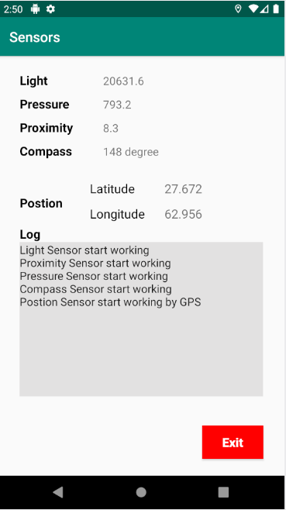 2:50
Sensors
Light 20631.6
Pressure 793.2
Proximity 8.3
Compass 148 degree
Latitude 27.672
Postion
Longitude 62.956
Log
Light Sensor start working
Proximity Sensor start working
Pressure Sensor start working
Compass Sensor start working
Postion Sensor start working by GPS
Exit